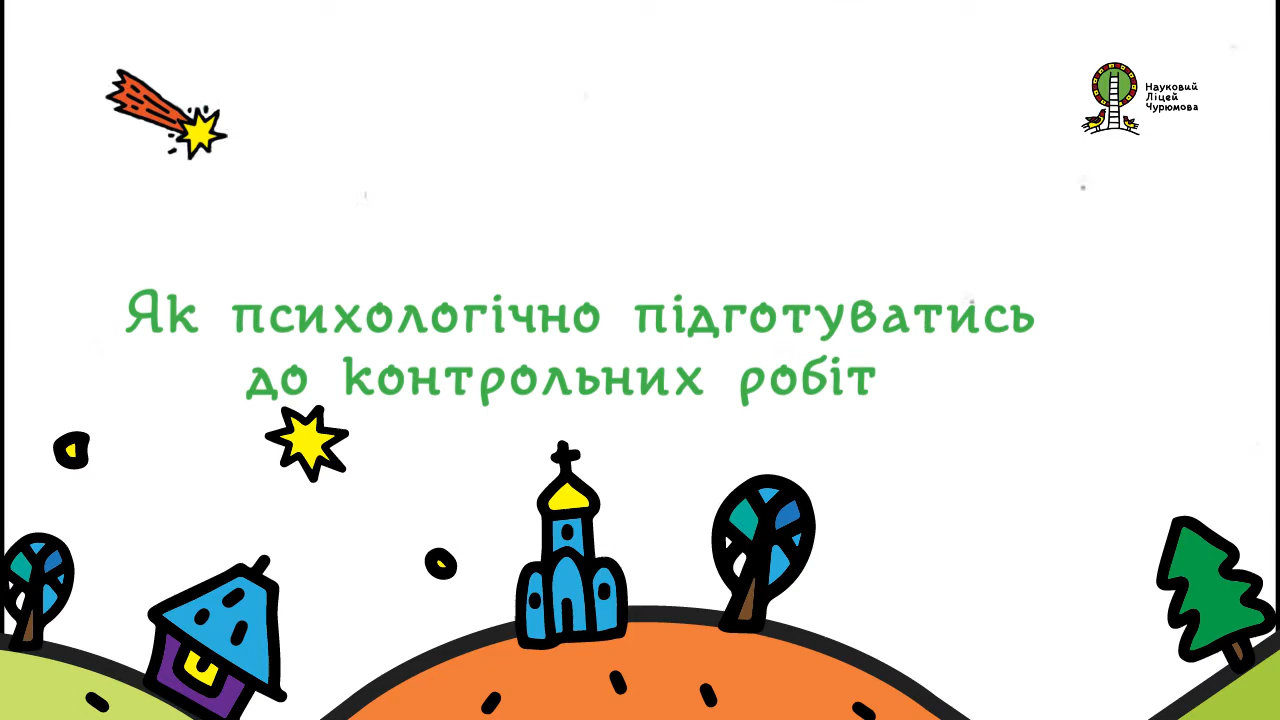 Науковий
Ліцей
Чурюмова
Як психологічно підготуватись
до контрольних робіт